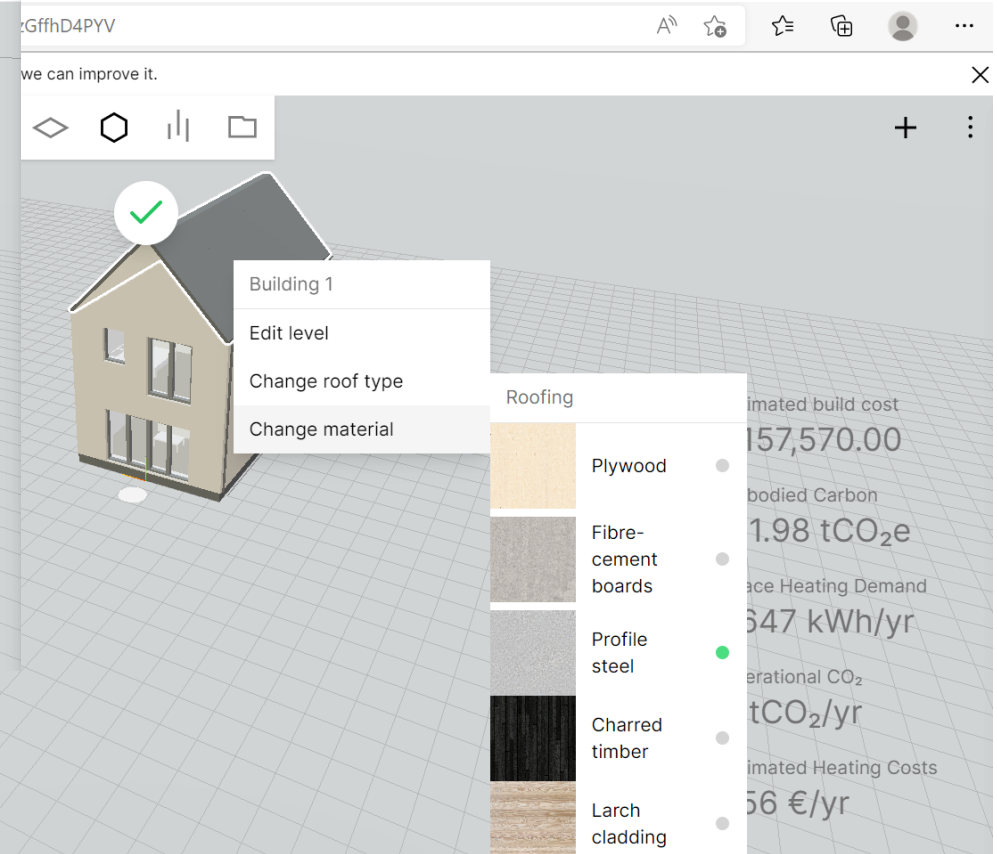 zGffhD4PYV
we can improve it.
Building 1
Edit level
Change roof type
Change material
Roofing
Plywood
Fibre-
cement
boards
Profile
steel
Charred
timber
Larch
cladding
imated build cost
157,570.00
bodied Carbon
1.98 tCO₂e
ace Heating Demand
647 kWh/yr
erational CO₂
tCO₂/yr
imated Heating Costs
56 €/yr